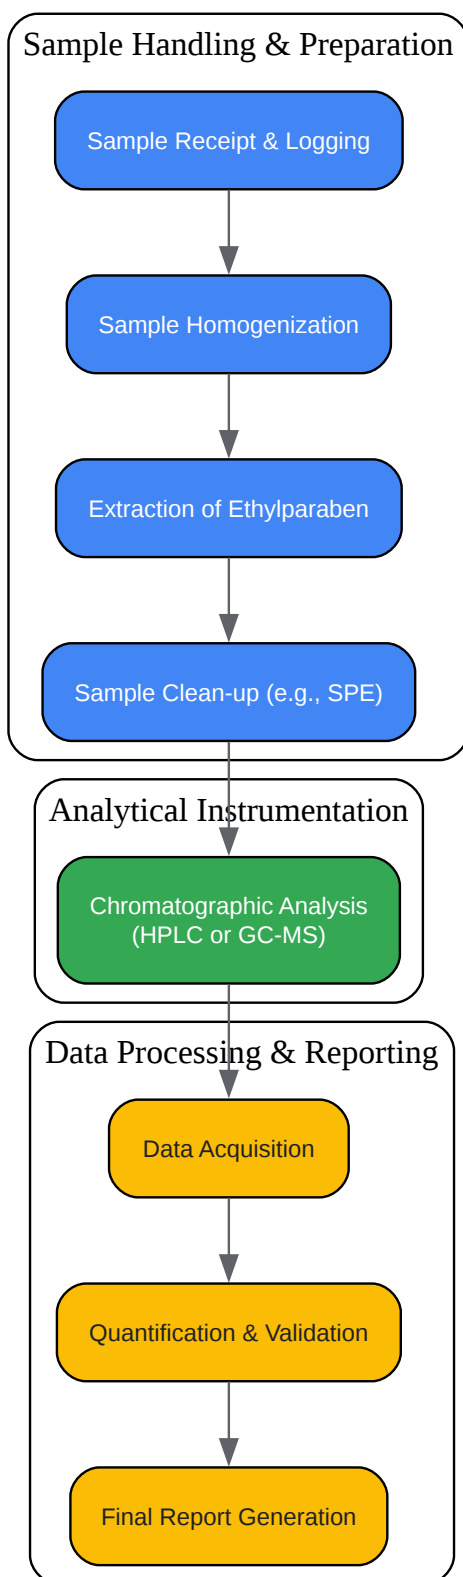 Sample Handling & Preparation
Sample Receipt & Logging
Sample Homogenization
Extraction of Ethylparaben
Sample Clean-up (e.g., SPE)
Analytical Instrumentation
Chromatographic Analysis
(HPLC or GC-MS)
Data Processing & Reporting
Data Acquisition
Quantification & Validation
Final Report Generation